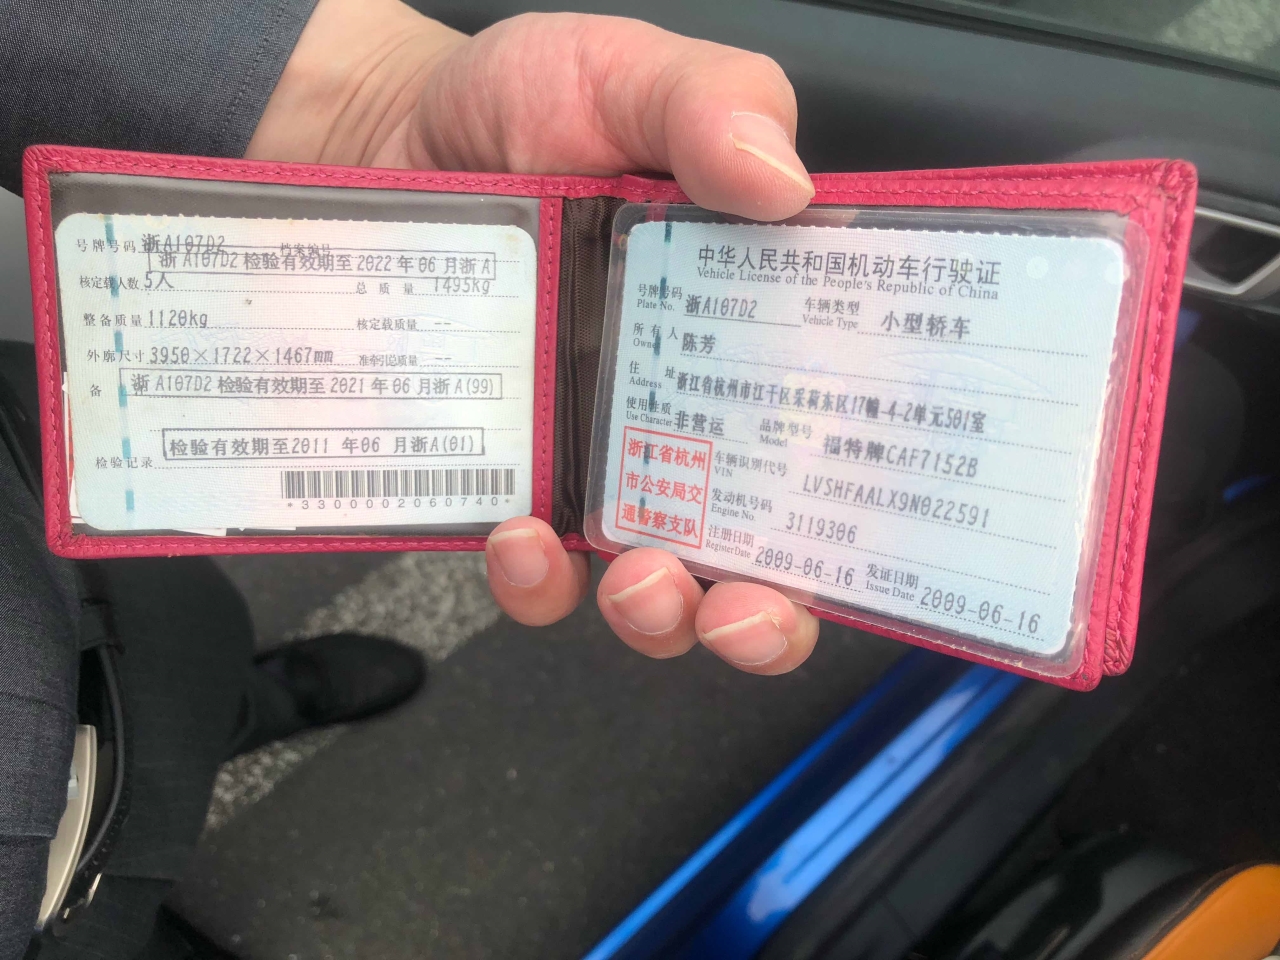 号牌号码 浙A107D2 档案编号
浙A107D2 检验有效期至2022年06月浙A
核定载人数 5人 总质量 1495kg
整备质量 1120kg 核定载质量 --
外廓尺寸 3950×1722×1467mm 准牵引总质量 --
备
浙A107D2 检验有效期至2021年06月浙A(99)
检验有效期至2011 年06 月浙A(01)
检验记录
*3300002060740*
中华人民共和国机动车行驶证
Vehicle License of the People's Republic of China
号牌号码 浙A107D2 车辆类型 小型轿车
Plate No. Vehicle Type
所有人 陈芳
Owner
住址 浙江省杭州市江干区采荷东区17幢-4-2单元501室
Address
使用性质 非营运 品牌型号 福特牌CAF7152B
Use Character Model
浙江省杭州
市公安局交
通警察支队
车辆识别代号 LVSHFAALX9N022591
VIN
发动机号码 3119306
Engine No.
注册日期 2009-06-16 发证日期 2009-06-16
Register Date Issue Date